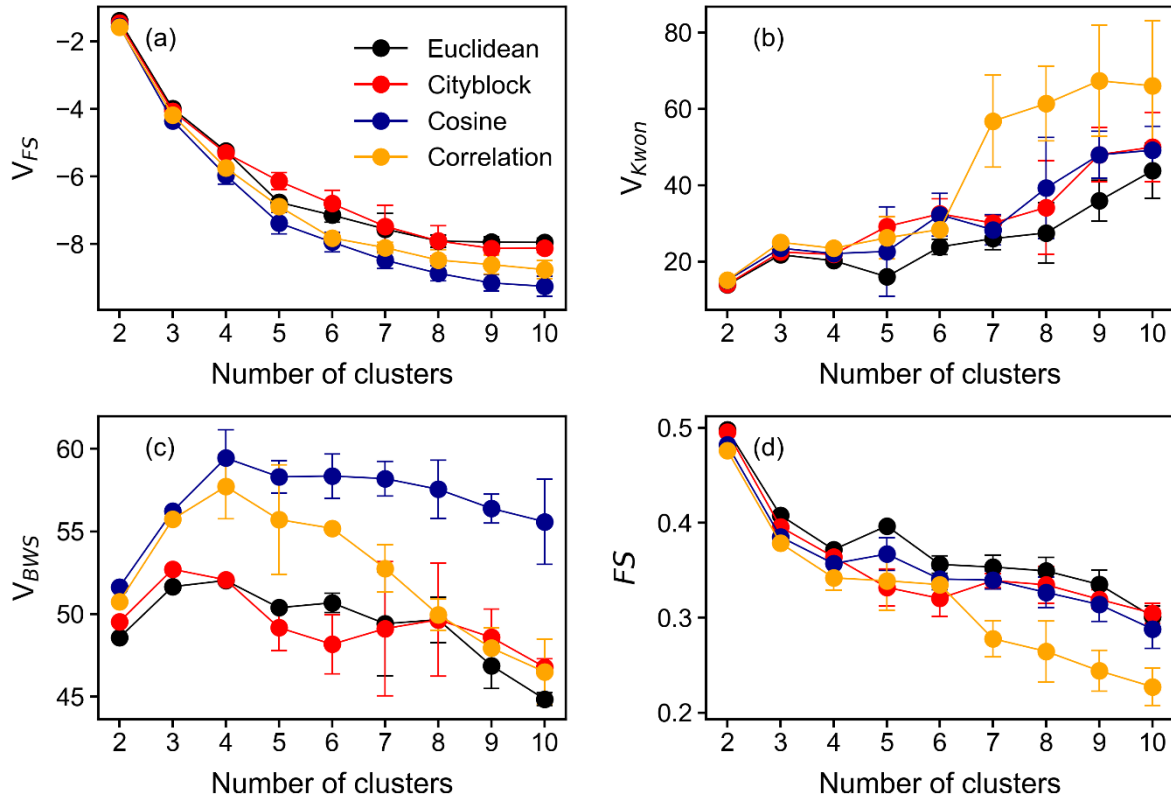 (a)
Euclidean
Cityblock
Cosine
Correlation
V_FS
−2
−4
−6
−8
2 3 4 5 6 7 8 9 10
Number of clusters
(b)
V_Kwon
80
60
40
20
2 3 4 5 6 7 8 9 10
Number of clusters
(c)
V_BWS
60
55
50
45
2 3 4 5 6 7 8 9 10
Number of clusters
(d)
FS
0.5
0.4
0.3
0.2
2 3 4 5 6 7 8 9 10
Number of clusters